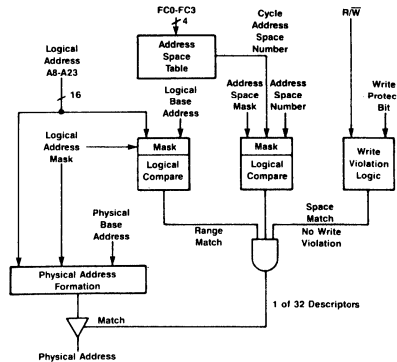 FC0-FC3
4
Cycle
Address
Space
Number
R/W
Logical
Address
A8-A23
16
Address
Space
Table
Logical
Base
Address
Address
Space
Mask
Address
Space
Number
Write
Protec
Bit
Logical
Address
Mask
Mask
Logical
Compare
Mask
Logical
Compare
Write
Violation
Logic
Physical
Base
Address
Range
Match
Space
Match
No Write
Violation
Physical Address
Formation
1 of 32 Descriptors
Match
Physical Address